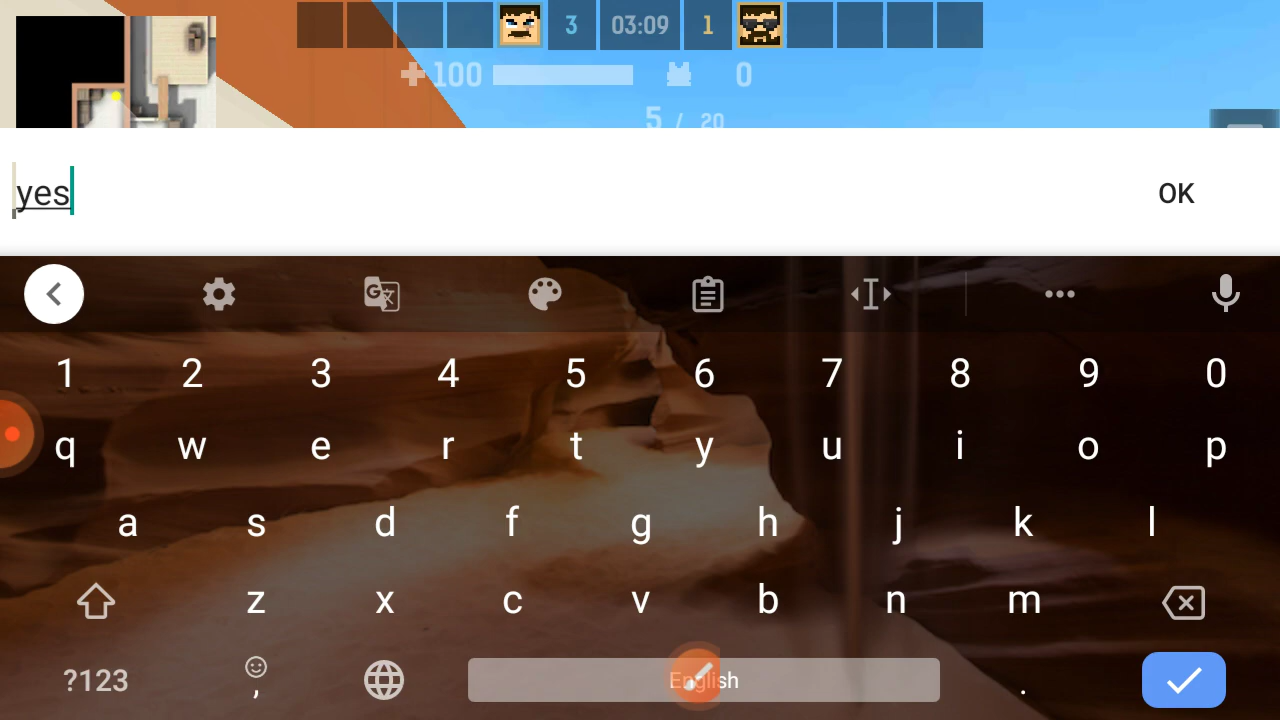 3 03:09 1
100 0
5 / 20
yes
OK
1 2 3 4 5 6 7 8 9 0
q w e r t y u i o p
a s d f g h j k l
z x c v b n m
?123 , English .